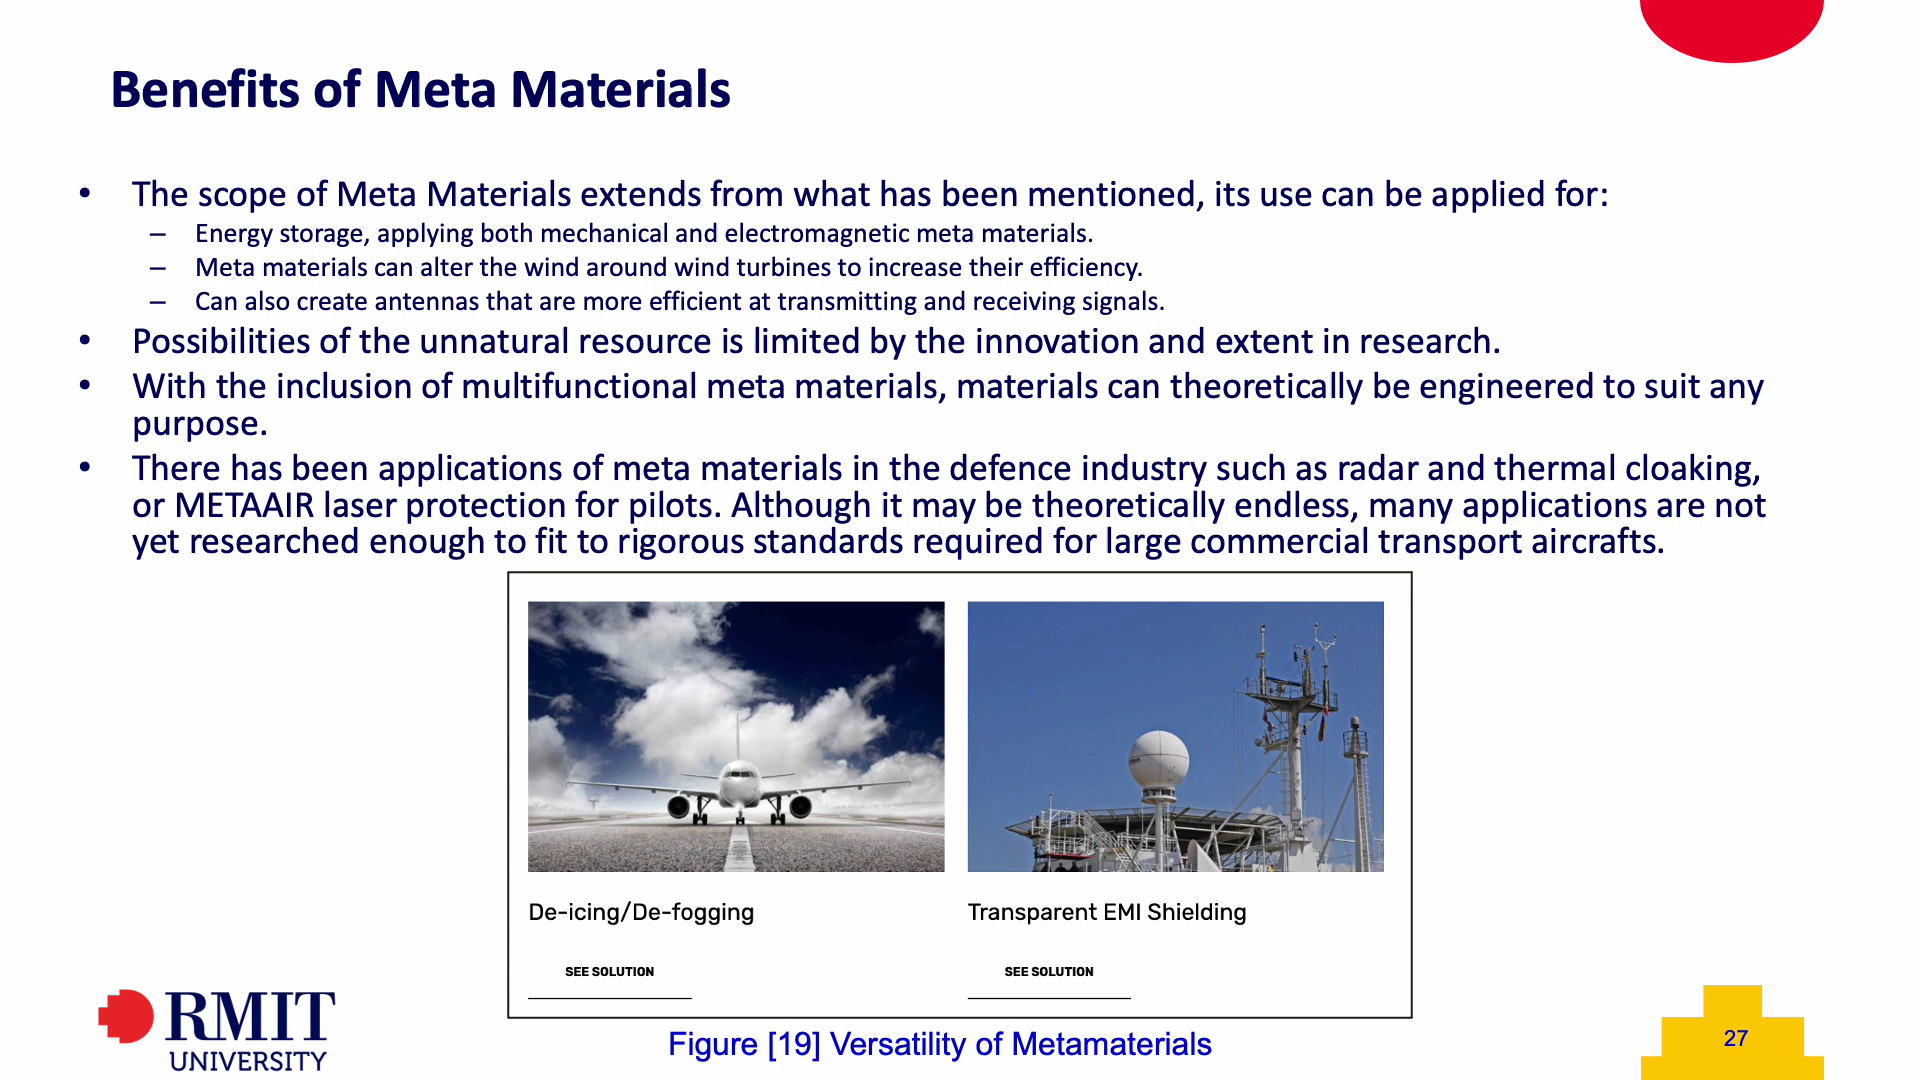 Benefits of Meta Materials
• The scope of Meta Materials extends from what has been mentioned, its use can be applied for:
– Energy storage, applying both mechanical and electromagnetic meta materials.
– Meta materials can alter the wind around wind turbines to increase their efficiency.
– Can also create antennas that are more efficient at transmitting and receiving signals.
• Possibilities of the unnatural resource is limited by the innovation and extent in research.
• With the inclusion of multifunctional meta materials, materials can theoretically be engineered to suit any
purpose.
• There has been applications of meta materials in the defence industry such as radar and thermal cloaking,
or METAAIR laser protection for pilots. Although it may be theoretically endless, many applications are not
yet researched enough to fit to rigorous standards required for large commercial transport aircrafts.
De-icing/De-fogging
Transparent EMI Shielding
SEE SOLUTION
SEE SOLUTION
Figure [19] Versatility of Metamaterials
RMIT
UNIVERSITY
27